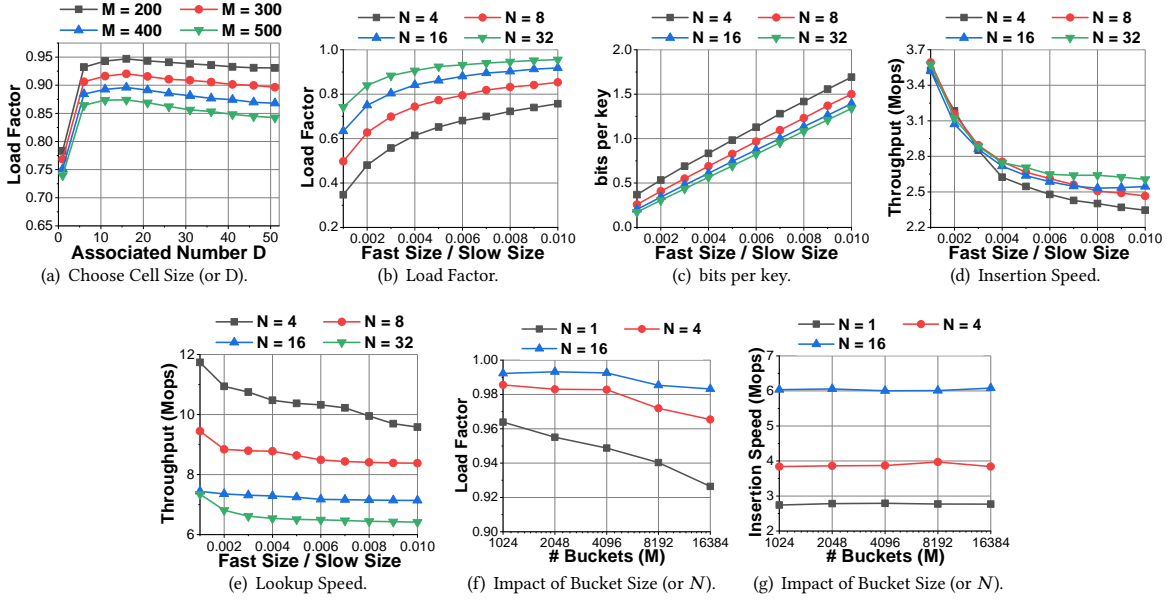 M = 200 M = 300
M = 400 M = 500
0.95
0.90
0.85
0.80
0.75
0.70
0.65
Load Factor
0 10 20 30 40 50
Associated Number D
(a) Choose Cell Size (or D).
N = 4 N = 8
N = 16 N = 32
1.0
0.8
0.6
0.4
0.2
Load Factor
0.002 0.004 0.006 0.008 0.010
Fast Size / Slow Size
(b) Load Factor.
N = 4 N = 8
N = 16 N = 32
2.0
1.5
1.0
0.5
0.0
bits per key
0.002 0.004 0.006 0.008 0.010
Fast Size / Slow Size
(c) bits per key.
N = 4 N = 8
N = 16 N = 32
3.7
3.4
3.1
2.8
2.5
2.2
Throughput (Mops)
0.002 0.004 0.006 0.008 0.010
Fast Size / Slow Size
(d) Insertion Speed.
N = 4 N = 8
N = 16 N = 32
12
10
8
6
Throughput (Mops)
0.002 0.004 0.006 0.008 0.010
Fast Size / Slow Size
(e) Lookup Speed.
N = 1 N = 4
N = 16
1.00
0.98
0.96
0.94
0.92
0.90
Load Factor
1024 2048 4096 8192 16384
# Buckets (M)
(f) Impact of Bucket Size (or N).
N = 1 N = 4
N = 16
7
6
5
4
3
2
Insertion Speed (Mops)
1024 2048 4096 8192 16384
# Buckets (M)
(g) Impact of Bucket Size (or N).